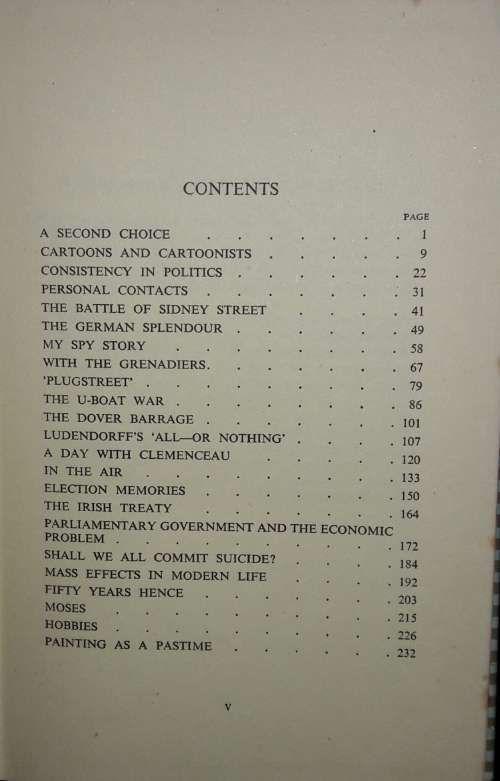 CONTENTS
PAGE
A SECOND CHOICE . . . . . . . 1
CARTOONS AND CARTOONISTS . . . . . 9
CONSISTENCY IN POLITICS . . . . . . 22
PERSONAL CONTACTS . . . . . . . 31
THE BATTLE OF SIDNEY STREET . . . . . 41
THE GERMAN SPLENDOUR . . . . . . 49
MY SPY STORY . . . . . . . . 58
WITH THE GRENADIERS. . . . . . . 67
'PLUGSTREET' . . . . . . . . . 79
THE U-BOAT WAR . . . . . . . . 86
THE DOVER BARRAGE . . . . . . . 101
LUDENDORFF'S 'ALL—OR NOTHING' . . . . 107
A DAY WITH CLEMENCEAU . . . . . 120
IN THE AIR . . . . . . . . . 133
ELECTION MEMORIES . . . . . . . 150
THE IRISH TREATY . . . . . . . 164
PARLIAMENTARY GOVERNMENT AND THE ECONOMIC
PROBLEM . . . . . . . . . . 172
SHALL WE ALL COMMIT SUICIDE? . . . . . 184
MASS EFFECTS IN MODERN LIFE . . . . . 192
FIFTY YEARS HENCE . . . . . . . 203
MOSES . . . . . . . . . . 215
HOBBIES . . . . . . . . . . 226
PAINTING AS A PASTIME . . . . . . 232
v